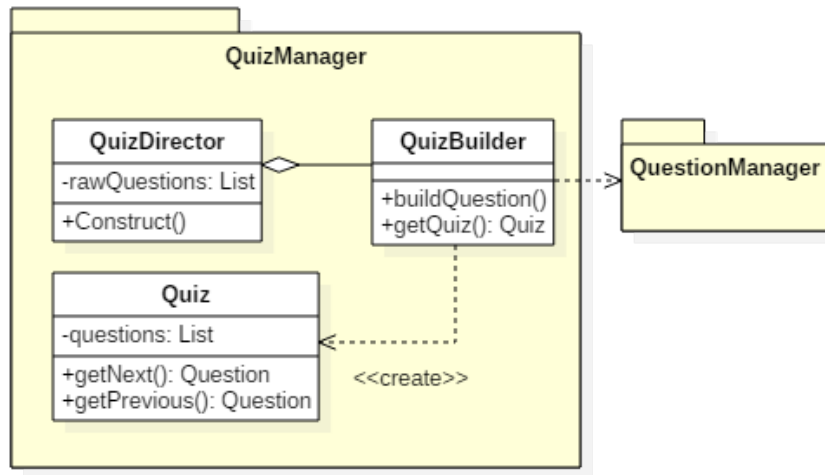 QuizManager
QuizDirector
-rawQuestions: List
+Construct()
QuizBuilder
+buildQuestion()
+getQuiz(): Quiz
QuestionManager
Quiz
-questions: List
+getNext(): Question
+getPrevious(): Question
<<create>>